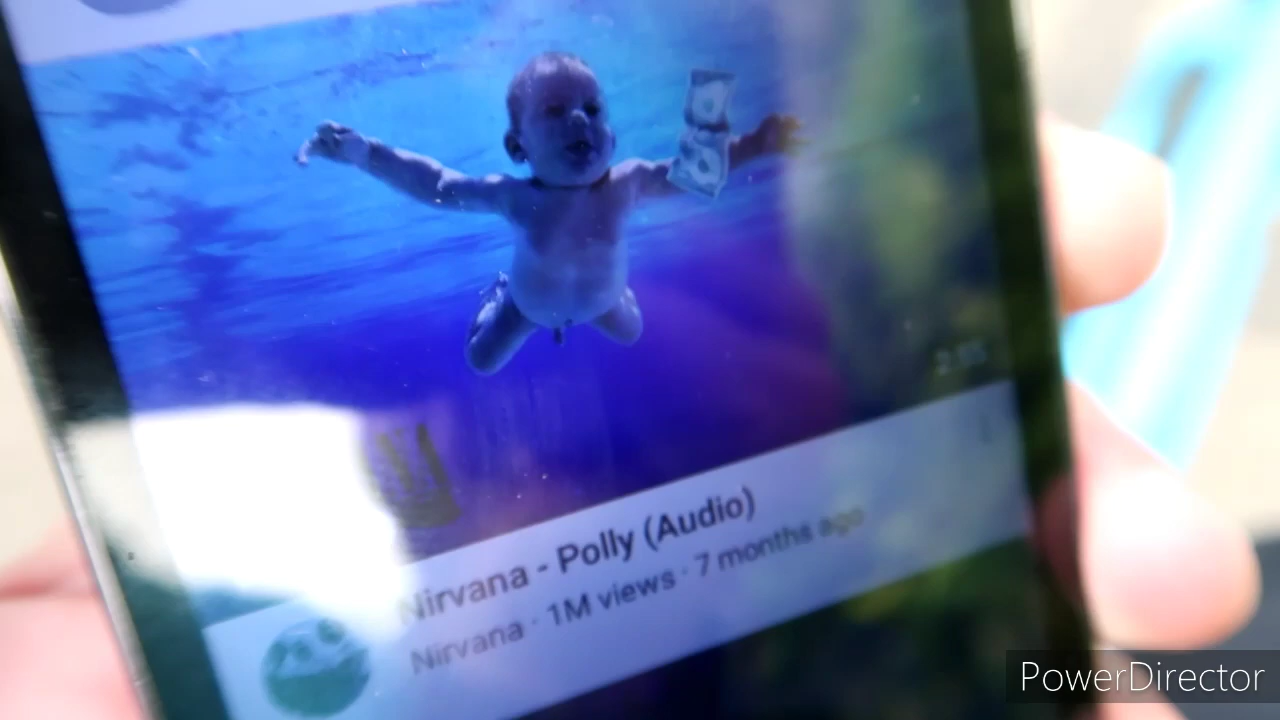 Nirvana - Polly (Audio)
Nirvana · 1M views · 7 months ago
PowerDirector